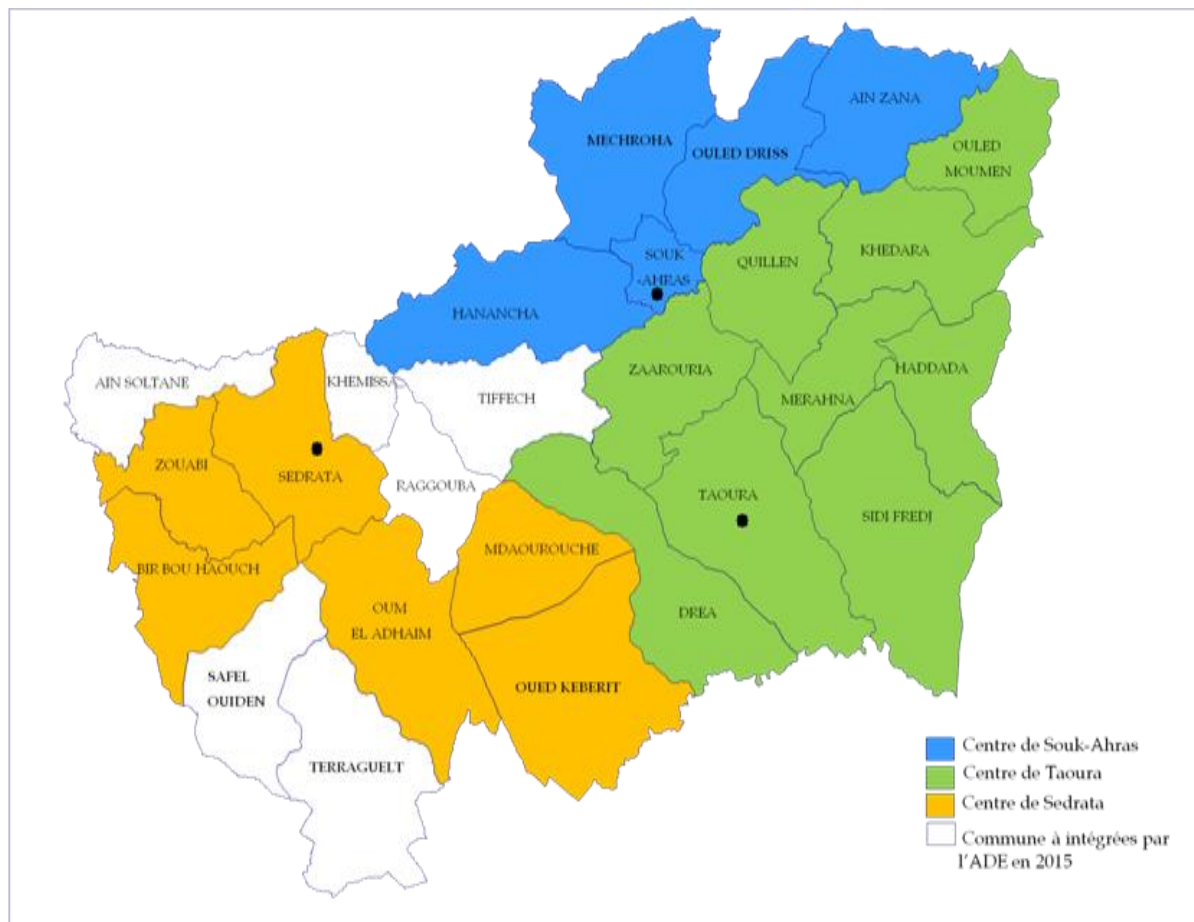 AIN ZANA
MECHROHA
OULED DRISS
OULED
MOUMEN
SOUK
-AHRAS
QUILLEN
KHEDARA
HANANCHA
ZAAROURIA
HADDADA
AIN SOLTANE
KHEMISSA
TIFFECH
MERAHNA
ZOUABI
SEDRATA
RAGGOUBA
TAOURA
SIDI FREDJ
MDAOUROUCHE
BIR BOU HAOUCH
OUM
EL ADHAIM
DREA
SAFEL
OUIDEN
OUED KEBERIT
TERRAGUELT
Centre de Souk-Ahras
Centre de Taoura
Centre de Sedrata
Commune à intégrées par
l'ADE en 2015